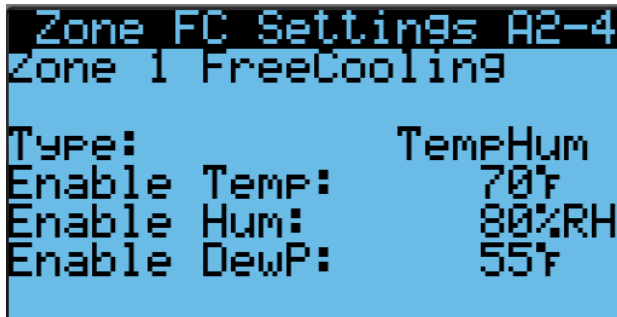 Zone FC Settings A2-4
Zone 1 FreeCooling
Type: TempHum
Enable Temp: 70°F
Enable Hum: 80%RH
Enable DewP: 55°F